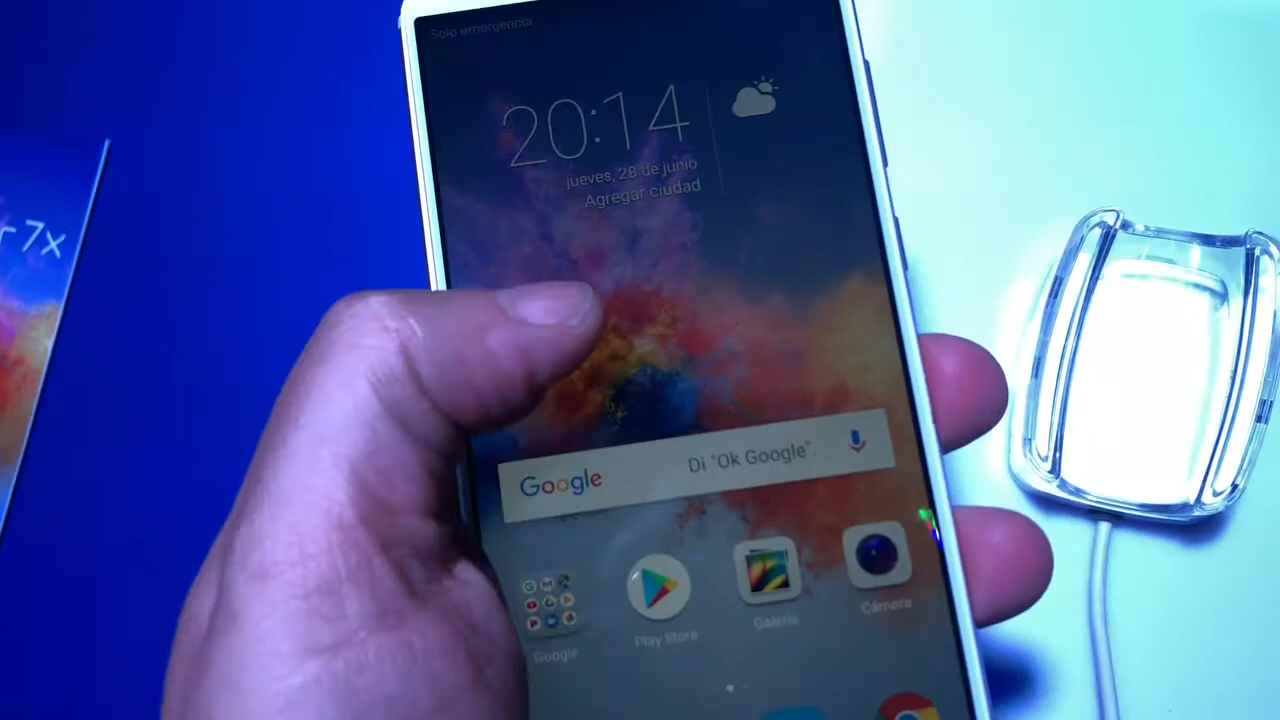 Solo emergencia
20:14
jueves, 28 de junio
Agregar ciudad
7x
Google
Di "Ok Google"
Google
Play Store
Galería
Cámara